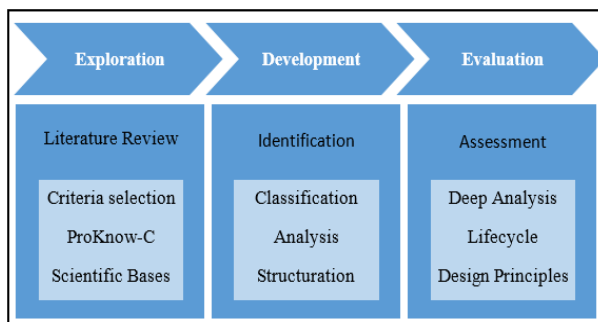 Exploration
Development
Evaluation
Literature Review
Criteria selection
ProKnow-C
Scientific Bases
Identification
Classification
Analysis
Structuration
Assessment
Deep Analysis
Lifecycle
Design Principles